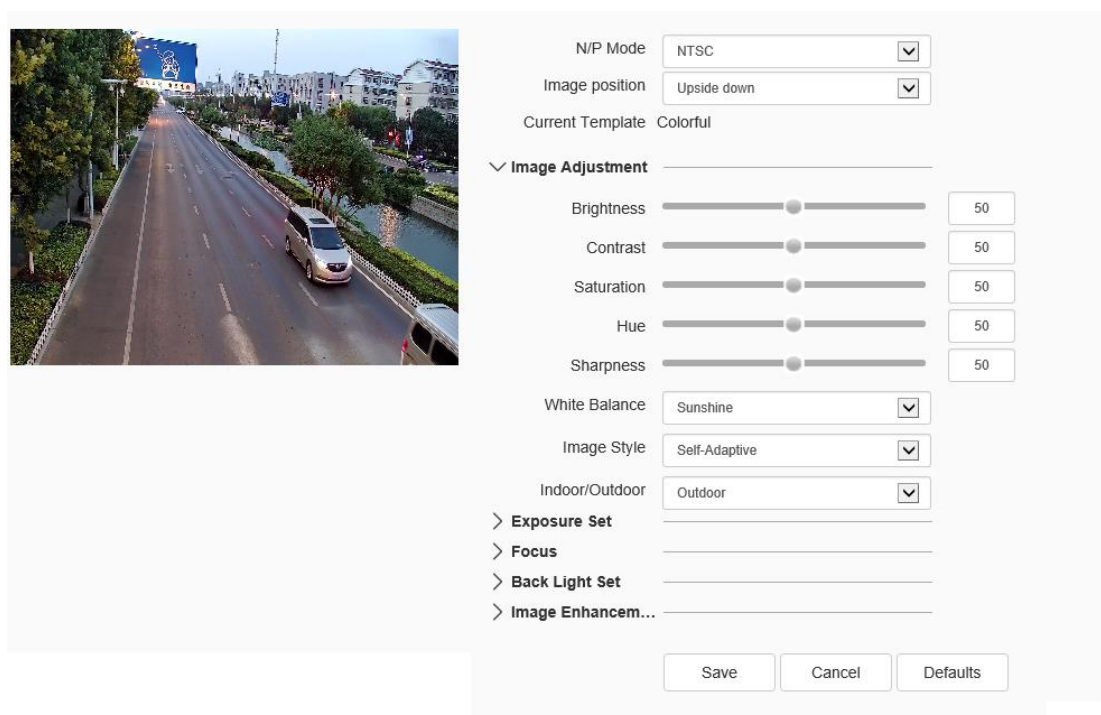 N/P Mode NTSC
Image position Upside down
Current Template Colorful
Image Adjustment
Brightness 50
Contrast 50
Saturation 50
Hue 50
Sharpness 50
White Balance Sunshine
Image Style Self-Adaptive
Indoor/Outdoor Outdoor
Exposure Set
Focus
Back Light Set
Image Enhancem...
Save Cancel Defaults